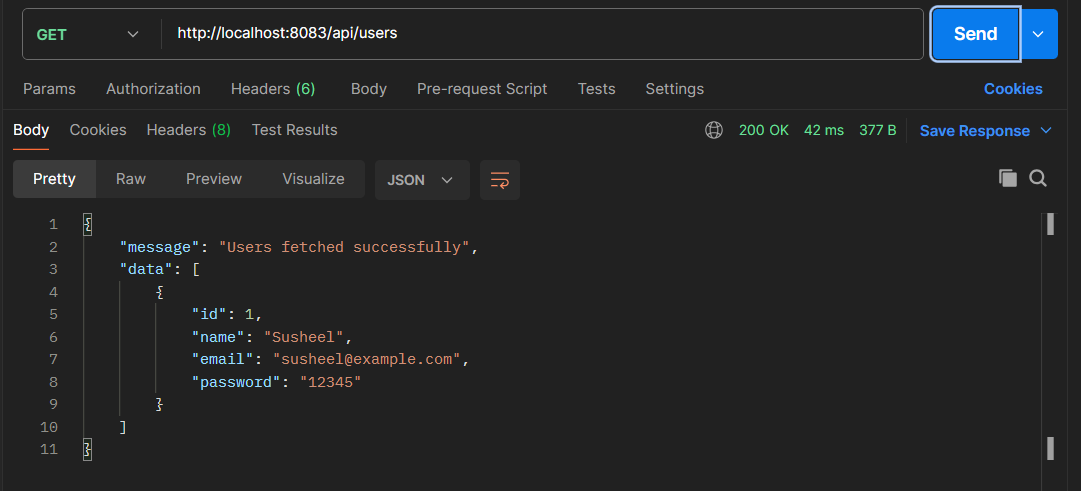 GET http://localhost:8083/api/users Send
Params Authorization Headers (6) Body Pre-request Script Tests Settings Cookies
Body Cookies Headers (8) Test Results 200 OK 42 ms 377 B Save Response
Pretty Raw Preview Visualize JSON
1 {
2 "message": "Users fetched successfully",
3 "data": [
4 {
5 "id": 1,
6 "name": "Susheel",
7 "email": "susheel@example.com",
8 "password": "12345"
9 }
10 ]
11 }